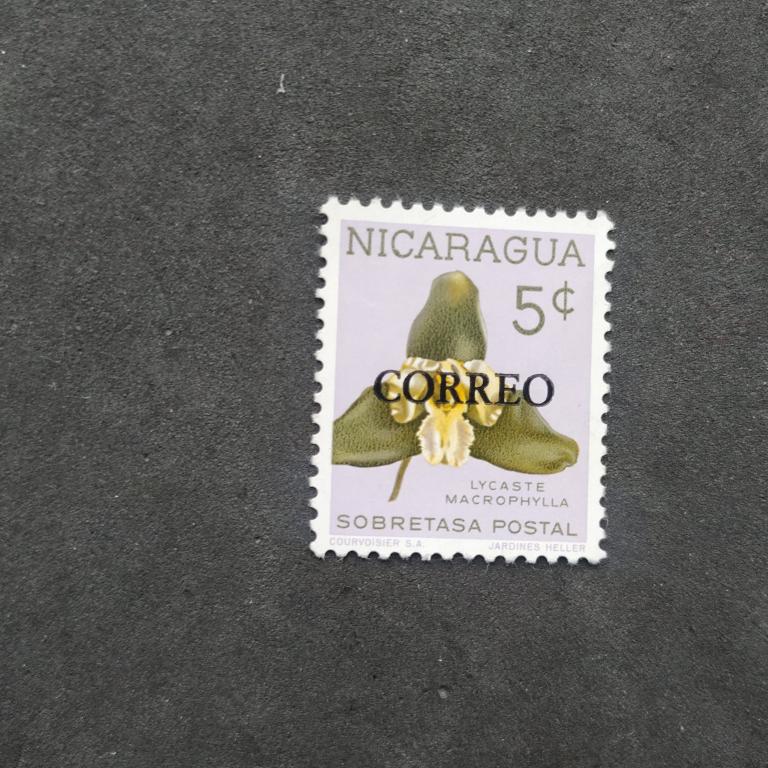 NICARAGUA
5¢
CORREO
LYCASTE
MACROPHYLLA
SOBRETASA POSTAL
COURVOISIER S.A. JARDINES HELLER